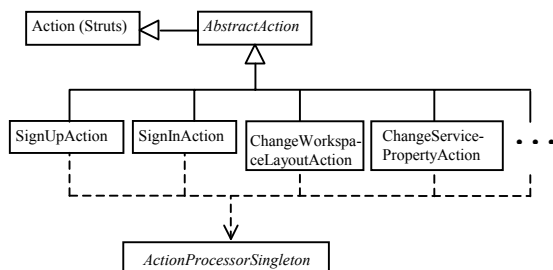 Action (Struts)
AbstractAction
SignUpAction
SignInAction
ChangeWorkspa
ceLayoutAction
ChangeService-
PropertyAction
...
ActionProcessorSingleton